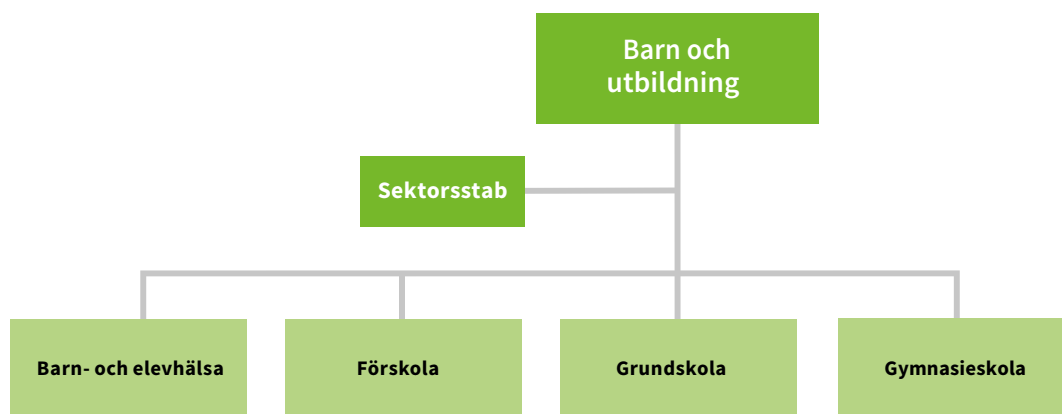 Barn och
utbildning
Sektorsstab
Barn- och elevhälsa
Förskola
Grundskola
Gymnasieskola